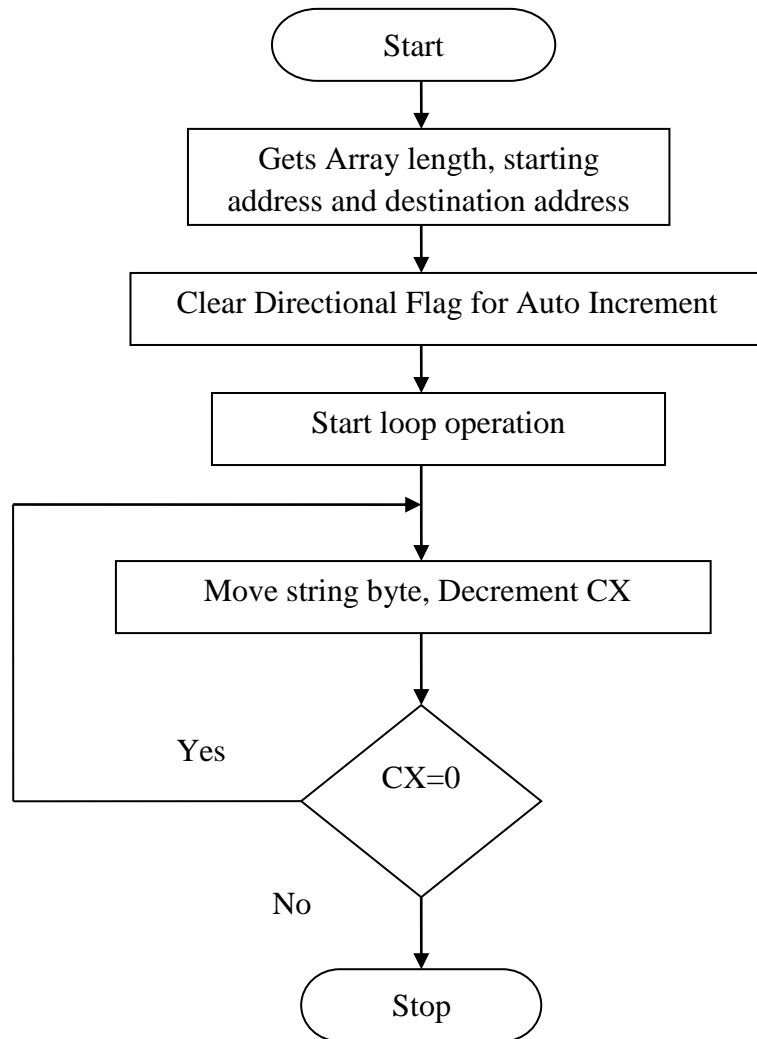 Start
Gets Array length, starting
address and destination address
Clear Directional Flag for Auto Increment
Start loop operation
Move string byte, Decrement CX
Yes
CX=0
No
Stop